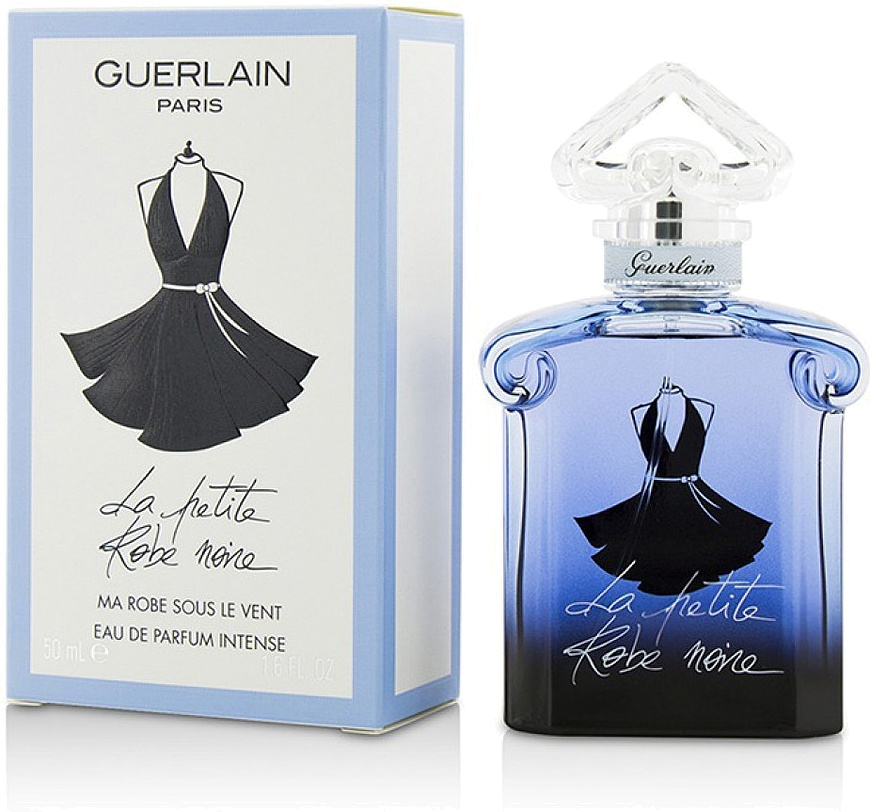 GUERLAIN
PARIS
La petite
Robe noire
MA ROBE SOUS LE VENT
EAU DE PARFUM INTENSE
50 mL e
1.6 FL. OZ
Guerlain
La petite
Robe noire